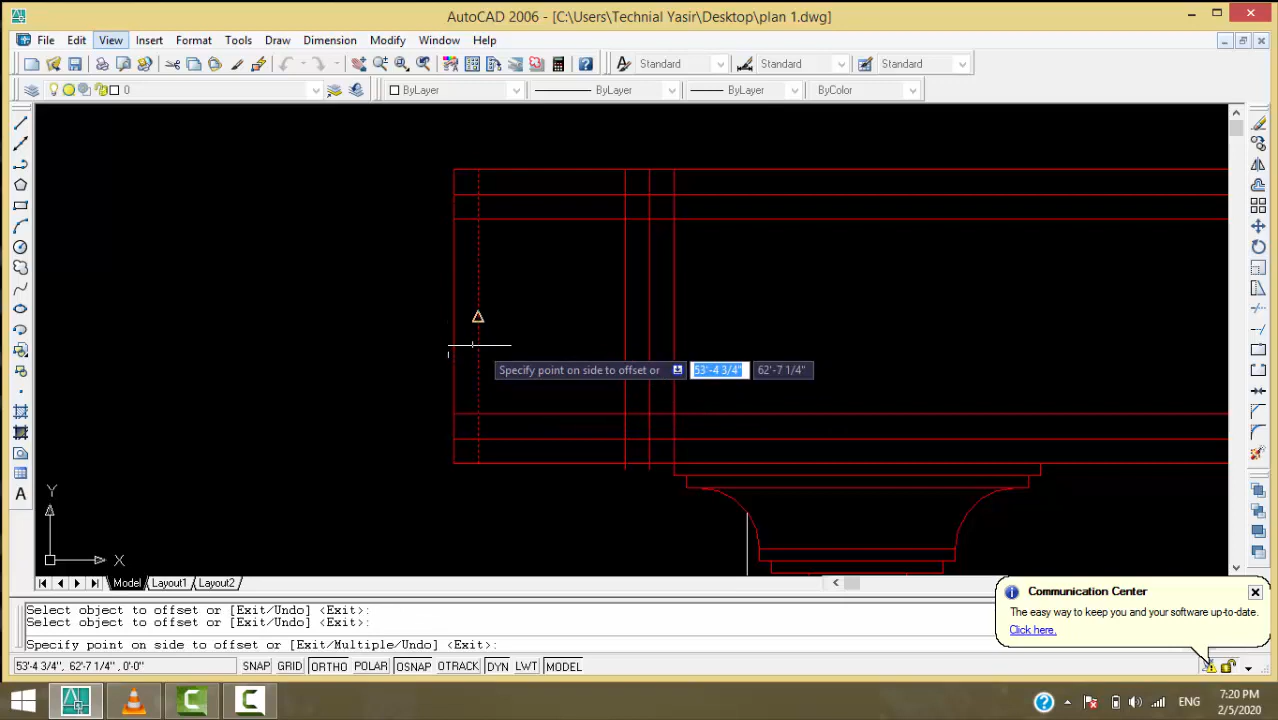 AutoCAD 2006 - [C:\Users\Technial Yasir\Desktop\plan 1.dwg]
File Edit View Insert Format Tools Draw Dimension Modify Window Help
Standard Standard Standard
0 ByLayer ByLayer ByLayer ByColor
Specify point on side to offset or 53'-4 3/4" 62'-7 1/4"
A
Y
X
Model Layout1 Layout2
Communication Center
The easy way to keep you and your software up-to-date.
Click here.
Select object to offset or [Exit/Undo] <Exit>:
Select object to offset or [Exit/Undo] <Exit>:
Specify point on side to offset or [Exit/Multiple/Undo] <Exit>:
53'-4 3/4", 62'-7 1/4", 0'-0" SNAP GRID ORTHO POLAR OSNAP OTRACK DYN LWT MODEL
ENG
7:20 PM
2/5/2020